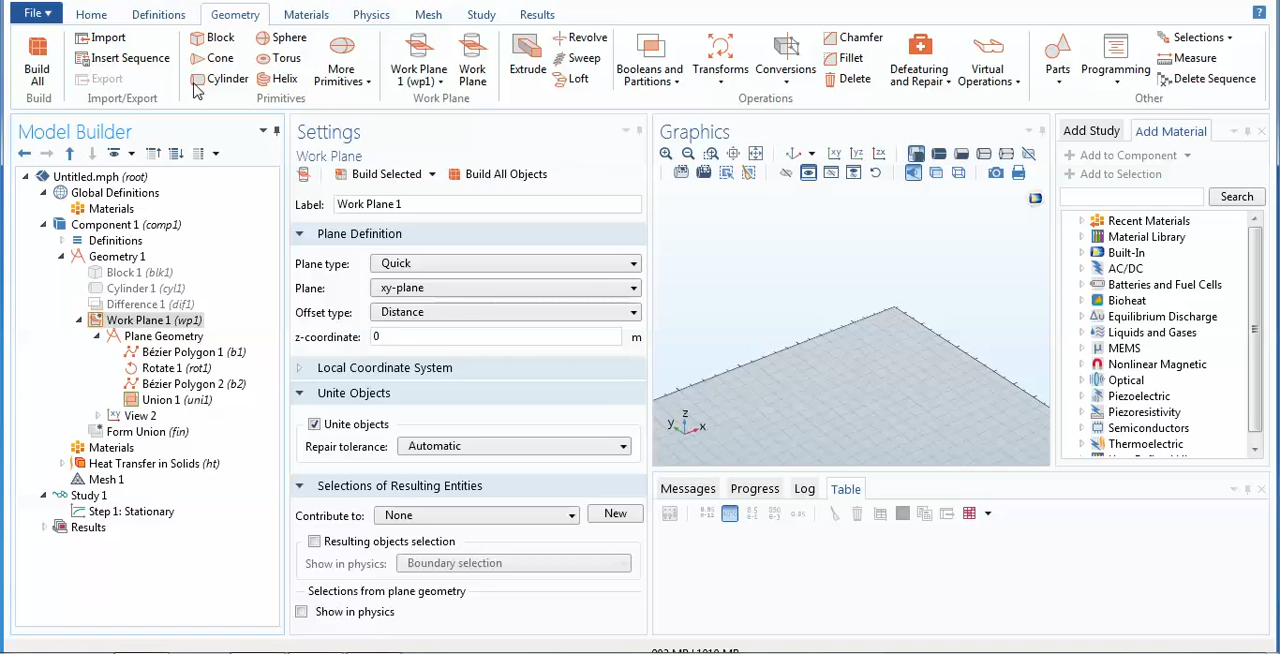 File
Home
Definitions
Geometry
Materials
Physics
Mesh
Study
Results
?
Build
All
Build
Import
Insert Sequence
Export
Import/Export
Block
Cone
Cylinder
Sphere
Torus
Helix
More
Primitives
Primitives
Work Plane
1 (wp1)
Work
Plane
Work Plane
Extrude
Revolve
Sweep
Loft
Booleans and
Partitions
Transforms
Conversions
Chamfer
Fillet
Delete
Defeaturing
and Repair
Virtual
Operations
Operations
Parts
Programming
Selections
Measure
Delete Sequence
Other
Model Builder
Untitled.mph (root)
Global Definitions
Materials
Component 1 (comp1)
Definitions
Geometry 1
Block 1 (blk1)
Cylinder 1 (cyl1)
Difference 1 (dif1)
Work Plane 1 (wp1)
Plane Geometry
Bézier Polygon 1 (b1)
Rotate 1 (rot1)
Bézier Polygon 2 (b2)
Union 1 (uni1)
View 2
Form Union (fin)
Materials
Heat Transfer in Solids (ht)
Mesh 1
Study 1
Step 1: Stationary
Results
Settings
Work Plane
Build Selected
Build All Objects
Label: Work Plane 1
Plane Definition
Plane type: Quick
Plane: xy-plane
Offset type: Distance
z-coordinate: 0 m
Local Coordinate System
Unite Objects
Unite objects
Repair tolerance: Automatic
Selections of Resulting Entities
Contribute to: None New
Resulting objects selection
Show in physics: Boundary selection
Selections from plane geometry
Show in physics
Graphics
xy yz zx
z
y x
Messages
Progress
Log
Table
Add Study
Add Material
Add to Component
Add to Selection
Search
Recent Materials
Material Library
Built-In
AC/DC
Batteries and Fuel Cells
Bioheat
Equilibrium Discharge
Liquids and Gases
MEMS
Nonlinear Magnetic
Optical
Piezoelectric
Piezoresistivity
Semiconductors
Thermoelectric